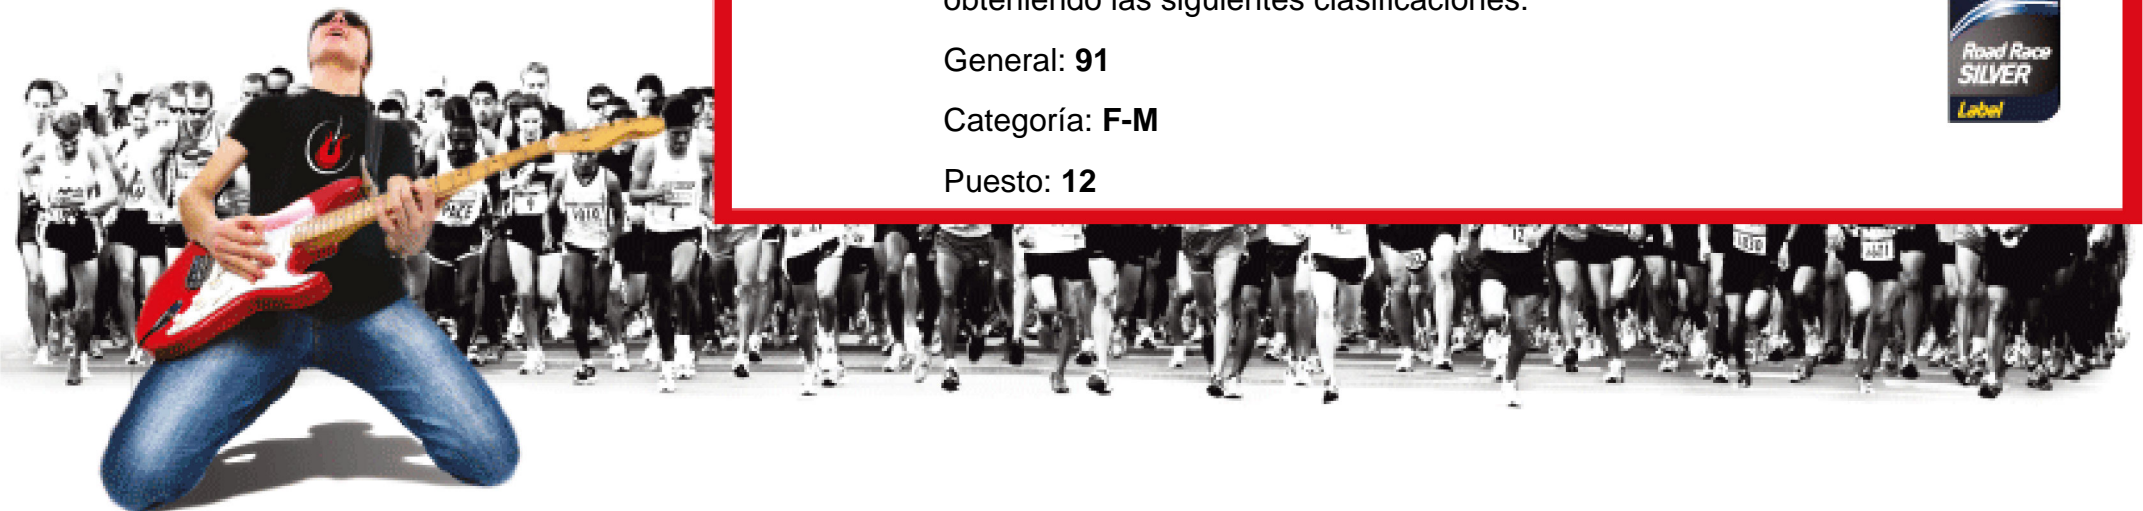 obteniendo las siguientes clasificaciones:
General: 91
Categoría: F-M
Puesto: 12
Road Race
SILVER
Label